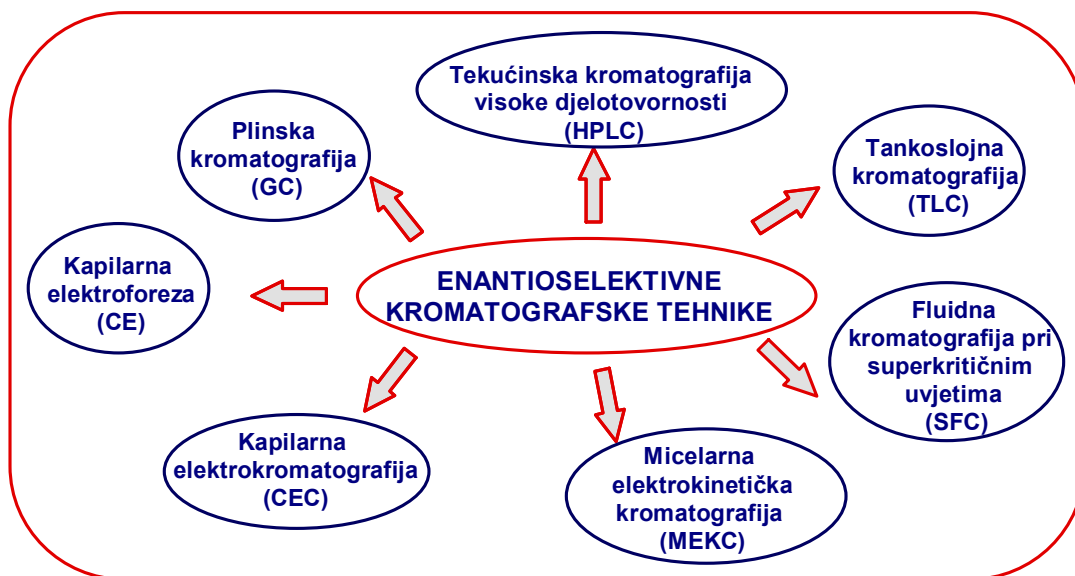 Tekućinska kromatografija
visoke djelotovornosti
(HPLC)
Plinska
kromatografija
(GC)
Tankoslojna
kromatografija
(TLC)
Kapilarna
elektroforeza
(CE)
ENANTIOSELEKTIVNE
KROMATOGRAFSKE TEHNIKE
Fluidna
kromatografija pri
superkritičnim
uvjetima
(SFC)
Kapilarna
elektrokromatografija
(CEC)
Micelarna
elektrokinetička
kromatografija
(MEKC)